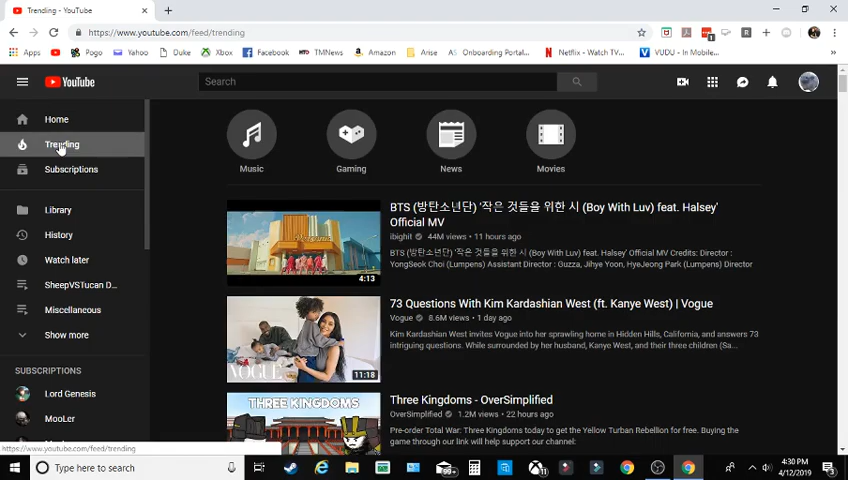 Trending - YouTube
https://www.youtube.com/feed/trending
Apps
Pogo
Yahoo
Duke
Xbox
Facebook
TMNews
Amazon
Arise
Onboarding Portal...
Netflix - Watch TV...
VUDU - In Mobile...
YouTube
Search
Home
Trending
Subscriptions
Library
History
Watch later
SheepVSTucan D...
Miscellaneous
Show more
SUBSCRIPTIONS
Lord Genesis
MooLer
Music
Gaming
News
Movies
BTS (방탄소년단) '작은 것들을 위한 시 (Boy With Luv) feat. Halsey'
Official MV
ibighit 44M views • 11 hours ago
BTS (방탄소년단) '작은 것들을 위한 시 (Boy With Luv) feat. Halsey' Official MV Credits: Director :
YongSeok Choi (Lumpens) Assistant Director : Guzza, Jihye Yoon, HyeJeong Park (Lumpens) Director
4:13
73 Questions With Kim Kardashian West (ft. Kanye West) | Vogue
Vogue 8.6M views • 1 day ago
Kim Kardashian West invites Vogue into her sprawling home in Hidden Hills, California, and answers 73
intriguing questions. While surrounded by her husband, Kanye West, and their three children (Sa...
VOGUE
11:18
Three Kingdoms - OverSimplified
OverSimplified 1.2M views • 22 hours ago
Pre-order Total War: Three Kingdoms today to get the Yellow Turban Rebellion for free. Buying the
game through our link will help support our channel:
THREE KINGDOMS
https://www.youtube.com/feed/trending
Type here to search
99+
4:30 PM
4/12/2019